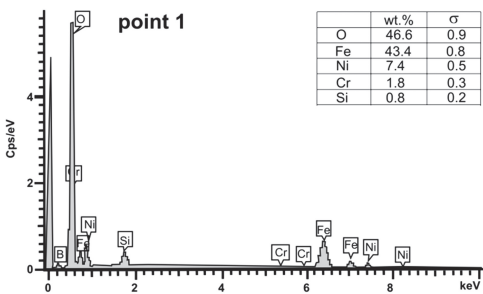 point 1
wt.% σ
O 46.6 0.9
Fe 43.4 0.8
Ni 7.4 0.5
Cr 1.8 0.3
Si 0.8 0.2
O
Cps/eV
4
2
0
Cr
B
Fe
Ni
Si
Cr
Cr
Fe
Fe
Ni
Ni
0 2 4 6 8 keV